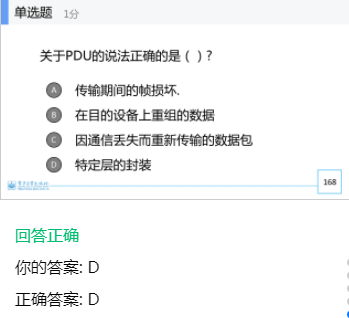 单选题 1分
关于PDU的说法正确的是（ ）?
A 传输期间的帧损坏.
B 在目的设备上重组的数据
C 因通信丢失而重新传输的数据包
D 特定层的封装
168
回答正确
你的答案: D
正确答案: D